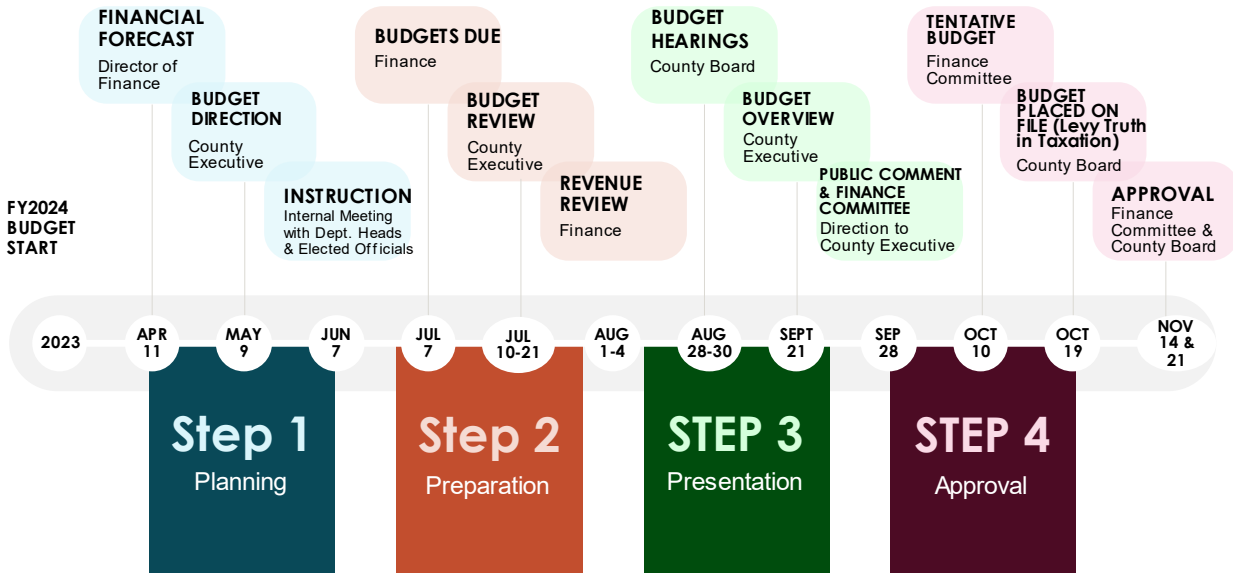 FINANCIAL
FORECAST
Director of
Finance
BUDGET
DIRECTION
County
Executive
INSTRUCTION
Internal Meeting
with Dept. Heads
& Elected Officials
BUDGETS DUE
Finance
BUDGET
REVIEW
County
Executive
REVENUE
REVIEW
Finance
BUDGET
HEARINGS
County Board
BUDGET
OVERVIEW
County
Executive
PUBLIC COMMENT
& FINANCE
COMMITTEE
Direction to
County Executive
TENTATIVE
BUDGET
Finance
Committee
BUDGET
PLACED ON
FILE (Levy Truth
in Taxation)
County Board
APPROVAL
Finance
Committee &
County Board
FY2024
BUDGET
START
2023
APR
11
MAY
9
JUN
7
JUL
7
JUL
10-21
AUG
1-4
AUG
28-30
SEPT
21
SEP
28
OCT
10
OCT
19
NOV
14 &
21
Step 1
Planning
Step 2
Preparation
STEP 3
Presentation
STEP 4
Approval